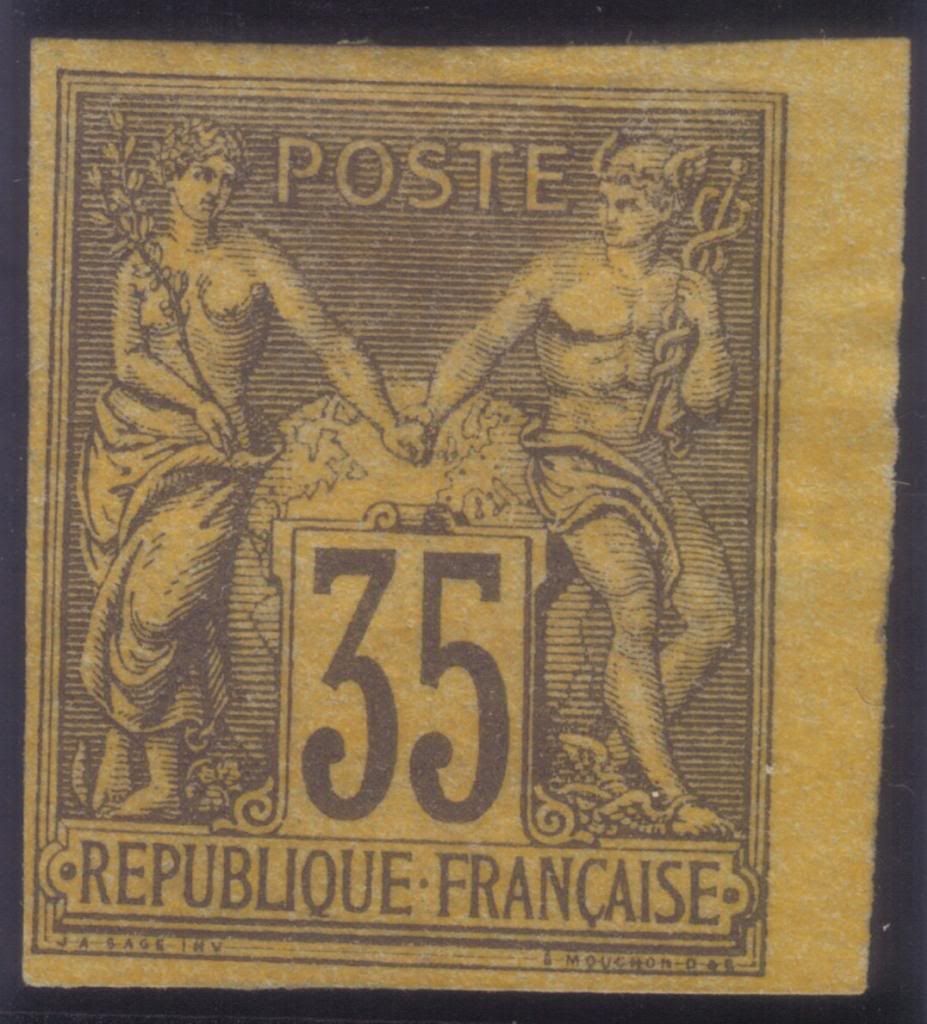 POSTE
35
REPUBLIQUE·FRANÇAISE
J A SAGE INV
E MOUCHON D & G